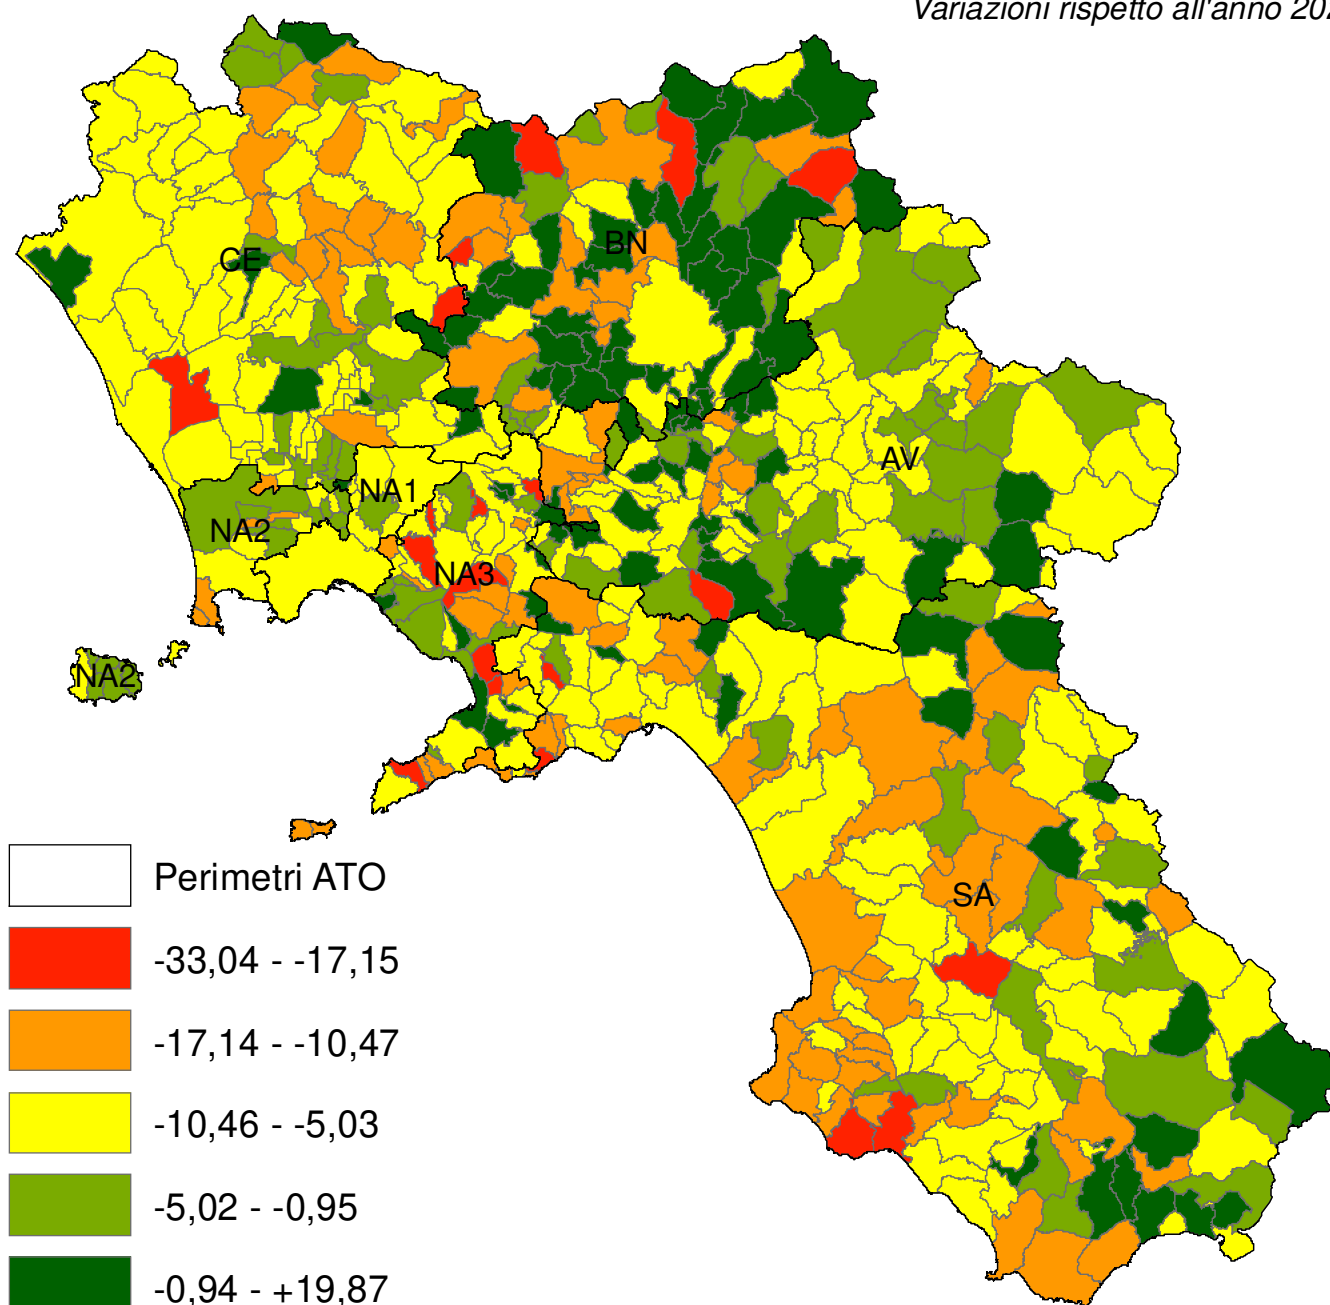 Variazioni rispetto all'anno
CE
BN
AV
NA1
NA2
NA3
NA2
SA
Perimetri ATO
-33,04 - -17,15
-17,14 - -10,47
-10,46 - -5,03
-5,02 - -0,95
-0,94 - +19,87